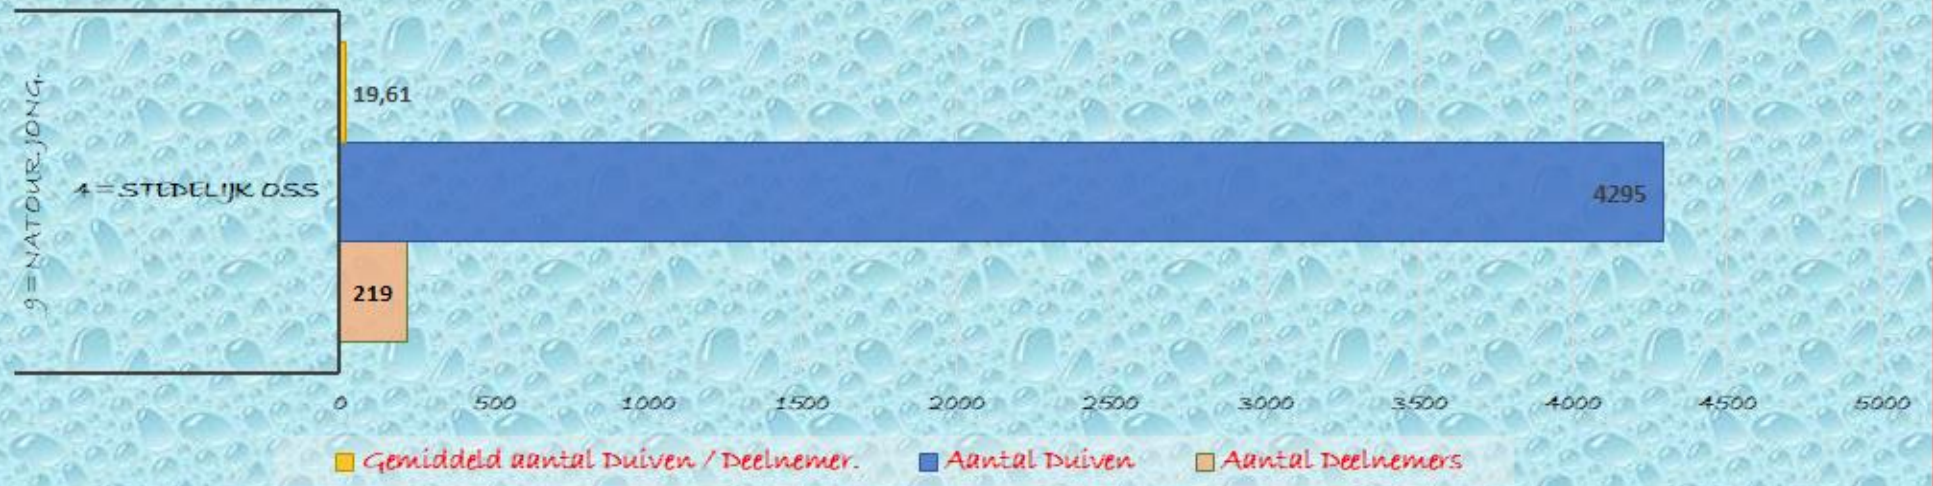 9=NATOUR.JONG.
4=STEDELIJK OSS
19,61
4295
219
0 500 1000 1500 2000 2500 3000 3500 4000 4500 5000
Gemiddeld aantal Duiven / Deelnemer. Aantal Duiven Aantal Deelnemers